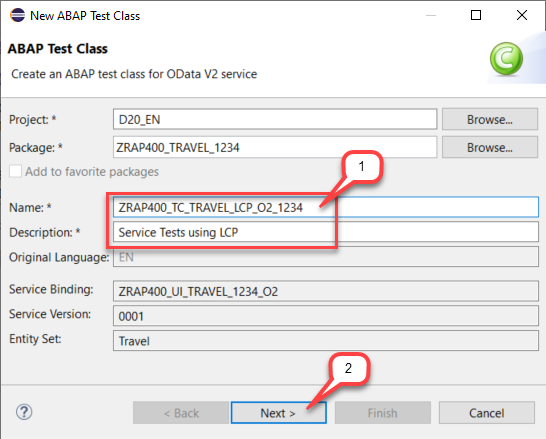 New ABAP Test Class
ABAP Test Class
Create an ABAP test class for OData V2 service
C
Project: * D20_EN Browse...
Package: * ZRAP400_TRAVEL_1234 Browse...
Add to favorite packages
1
Name: * ZRAP400_TC_TRAVEL_LCP_O2_1234
Description: * Service Tests using LCP
Original Language: EN
Service Binding: ZRAP400_UI_TRAVEL_1234_O2
Service Version: 0001
Entity Set: Travel
2
? < Back Next > Finish Cancel